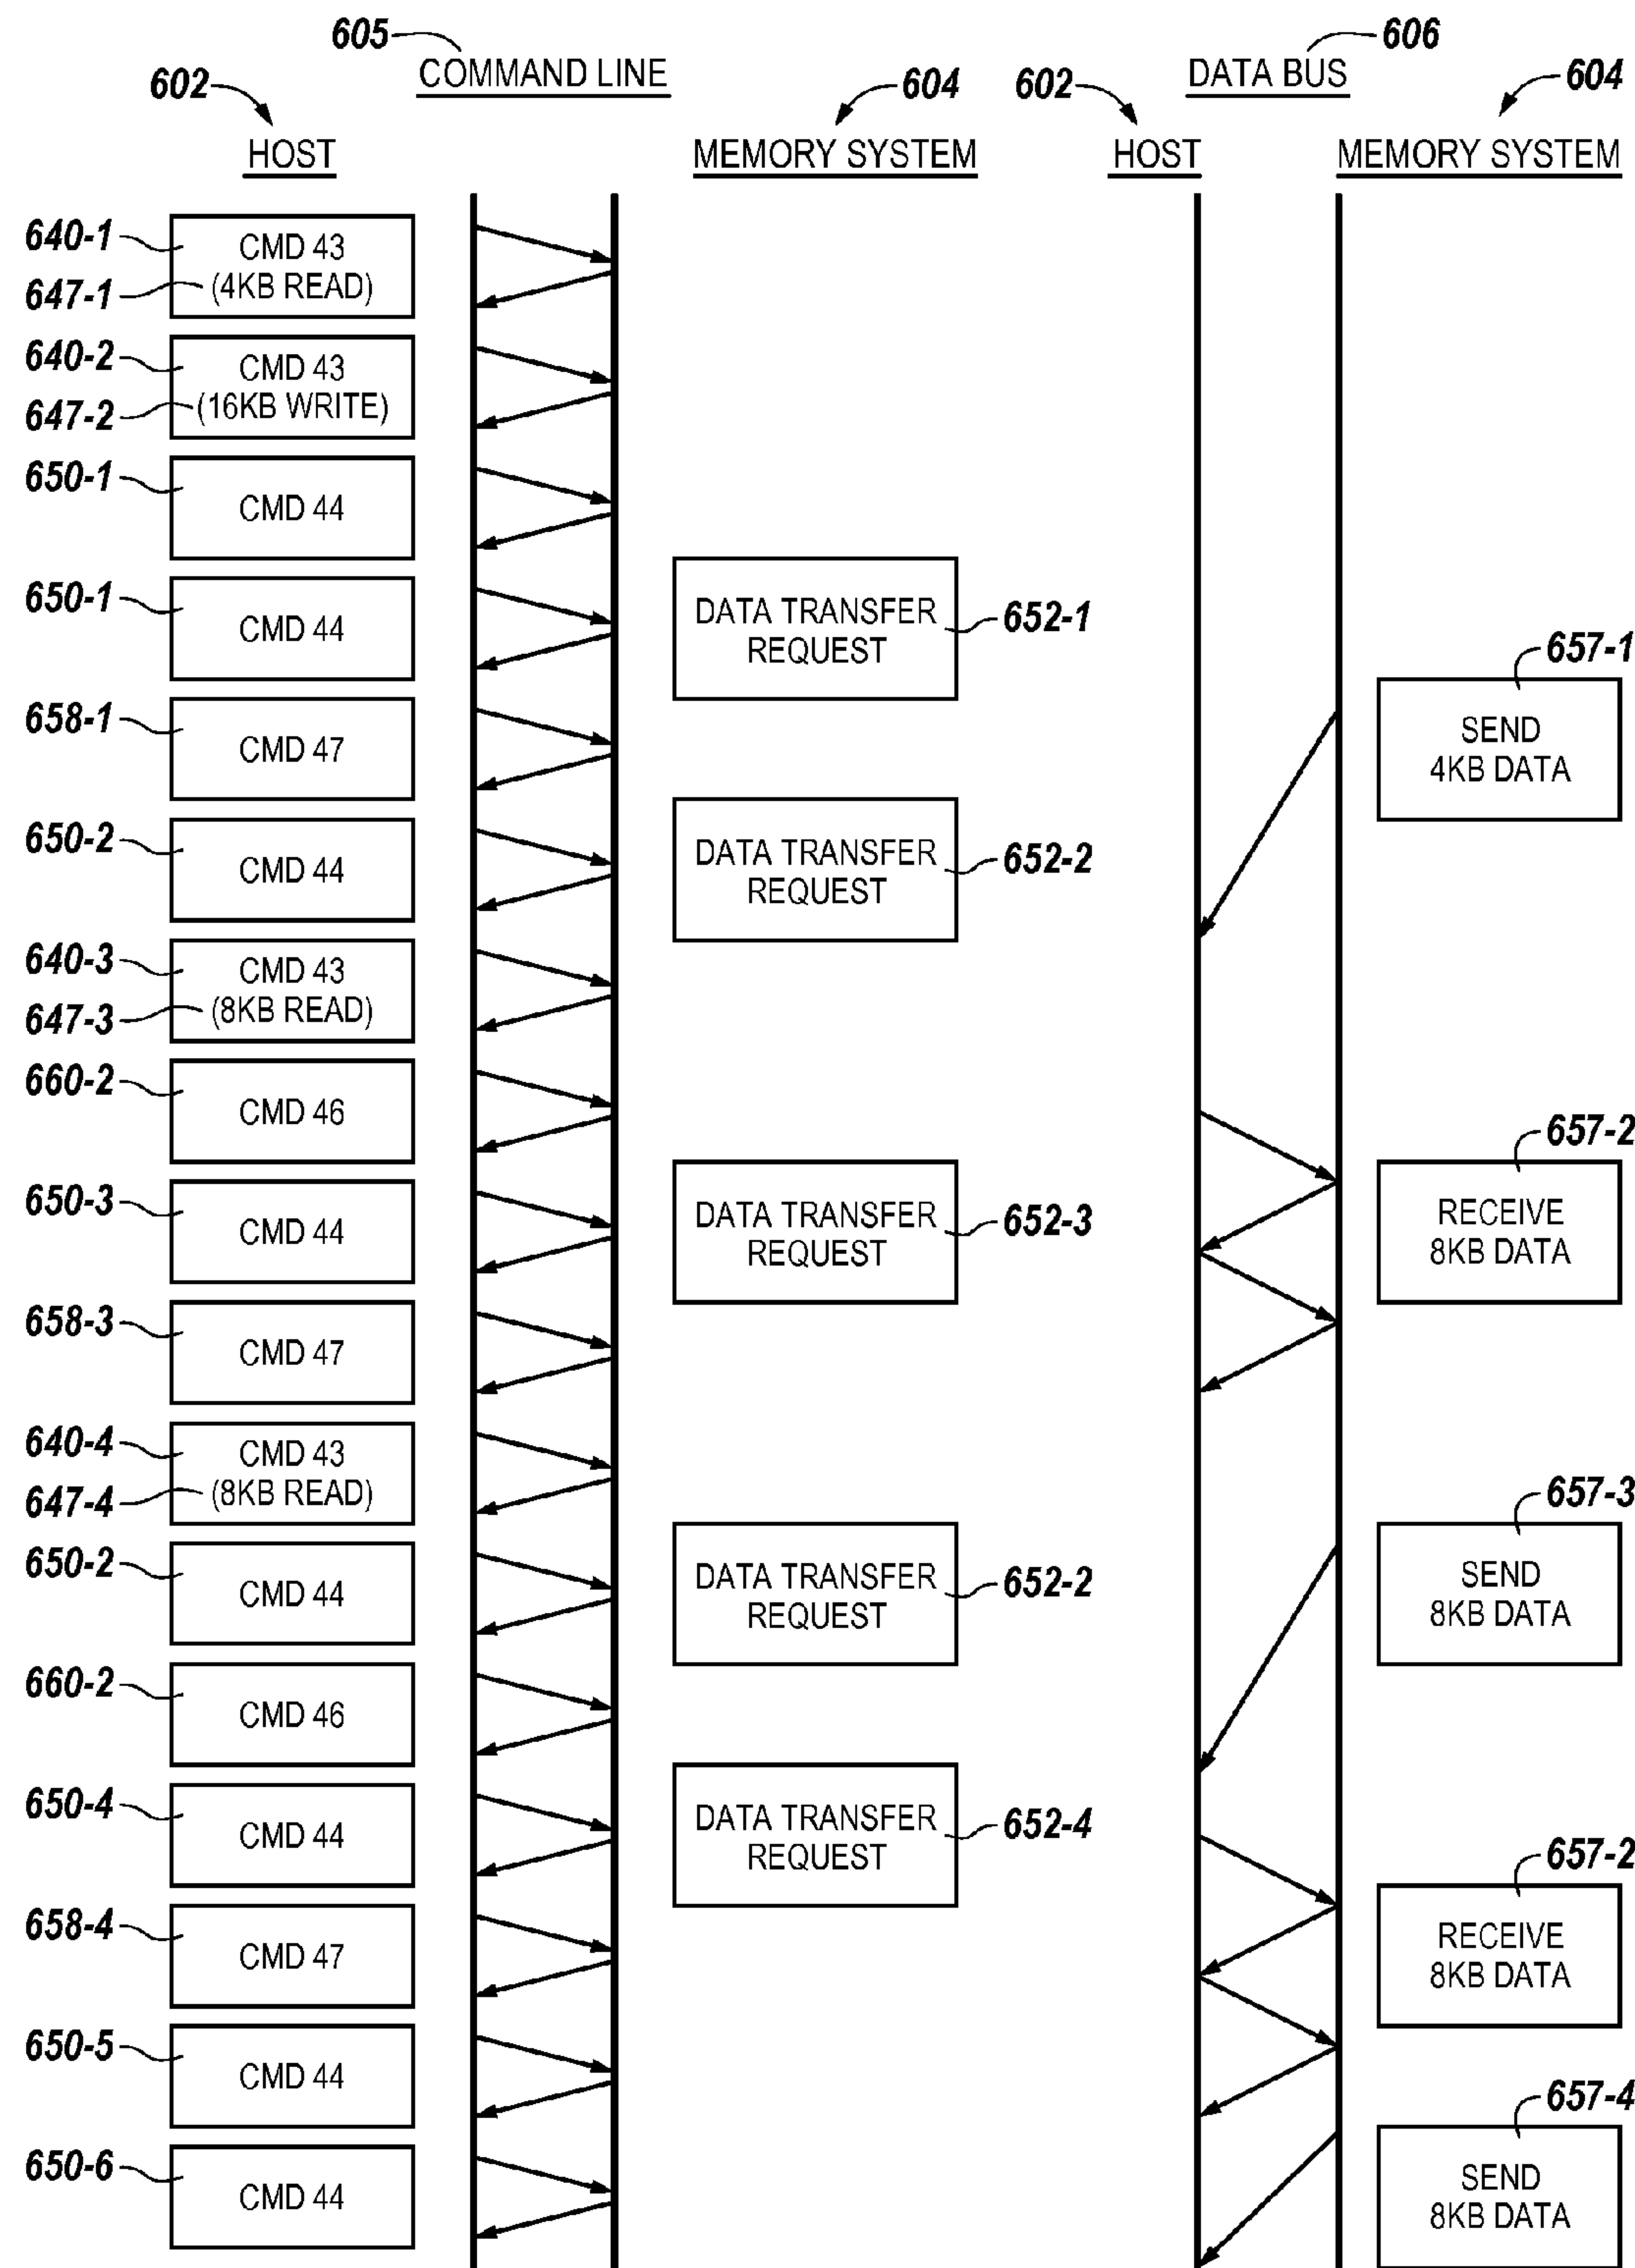 605
606
COMMAND LINE
DATA BUS
602
604
602
604
HOST
MEMORY SYSTEM
HOST
MEMORY SYSTEM
640-1
CMD 43
647-1
(4KB READ)
640-2
CMD 43
647-2
(16KB WRITE)
650-1
CMD 44
650-1
CMD 44
DATA TRANSFER
REQUEST
652-1
657-1
SEND
4KB DATA
658-1
CMD 47
650-2
CMD 44
DATA TRANSFER
REQUEST
652-2
640-3
CMD 43
647-3
(8KB READ)
660-2
CMD 46
657-2
RECEIVE
8KB DATA
650-3
CMD 44
DATA TRANSFER
REQUEST
652-3
658-3
CMD 47
640-4
CMD 43
647-4
(8KB READ)
657-3
SEND
8KB DATA
650-2
CMD 44
DATA TRANSFER
REQUEST
652-2
660-2
CMD 46
650-4
CMD 44
DATA TRANSFER
REQUEST
652-4
657-2
RECEIVE
8KB DATA
658-4
CMD 47
650-5
CMD 44
657-4
SEND
8KB DATA
650-6
CMD 44